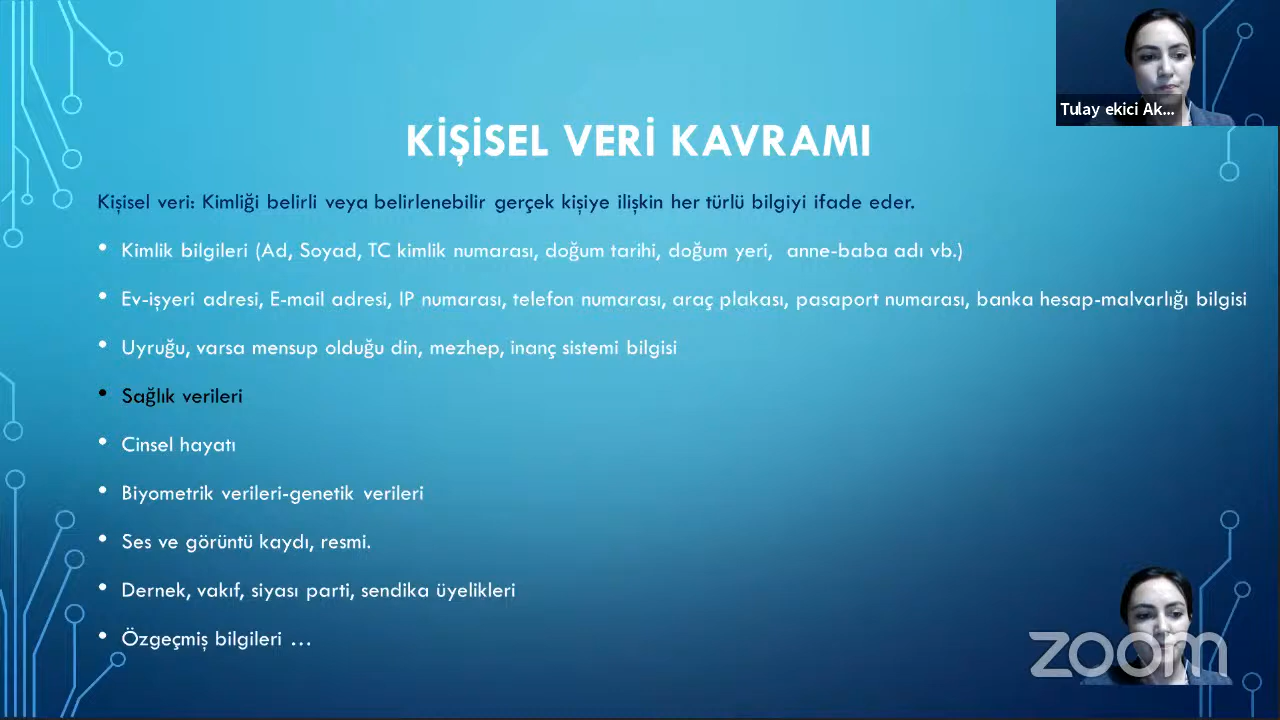 Tulay ekici Ak...
KİŞİSEL VERİ KAVRAMI
Kişisel veri: Kimliği belirli veya belirlenebilir gerçek kişiye ilişkin her türlü bilgiyi ifade eder.
• Kimlik bilgileri (Ad, Soyad, TC kimlik numarası, doğum tarihi, doğum yeri, anne-baba adı vb.)
• Ev-işyeri adresi, E-mail adresi, IP numarası, telefon numarası, araç plakası, pasaport numarası, banka hesap-malvarlığı bilgisi
• Uyruğu, varsa mensup olduğu din, mezhep, inanç sistemi bilgisi
• Sağlık verileri
• Cinsel hayatı
• Biyometrik verileri-genetik verileri
• Ses ve görüntü kaydı, resmi.
• Dernek, vakıf, siyası parti, sendika üyelikleri
• Özgeçmiş bilgileri …
zoom